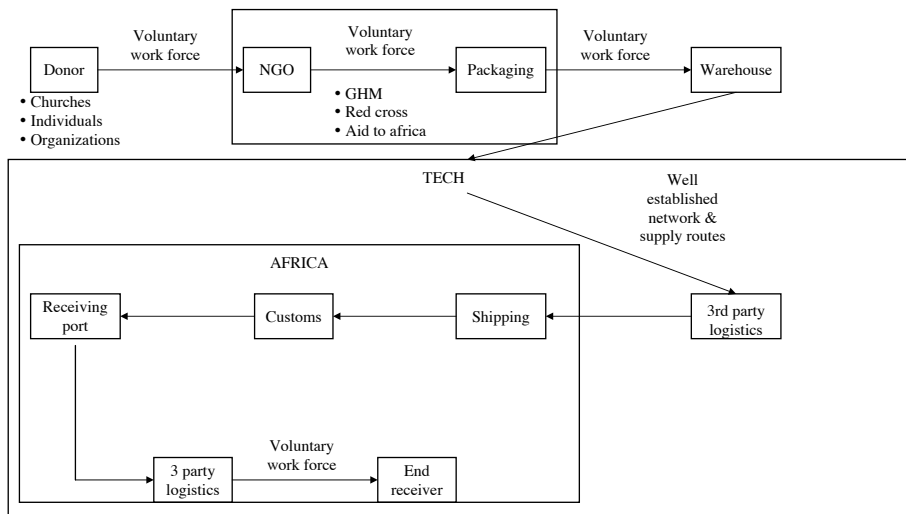 Voluntary
work force
Voluntary
work force
Voluntary
work force
Donor
NGO
Packaging
Warehouse
• Churches
• Individuals
• Organizations
• GHM
• Red cross
• Aid to africa
TECH
Well
established
network &
supply routes
AFRICA
Receiving
port
Customs
Shipping
3rd party
logistics
Voluntary
work force
3 party
logistics
End
receiver